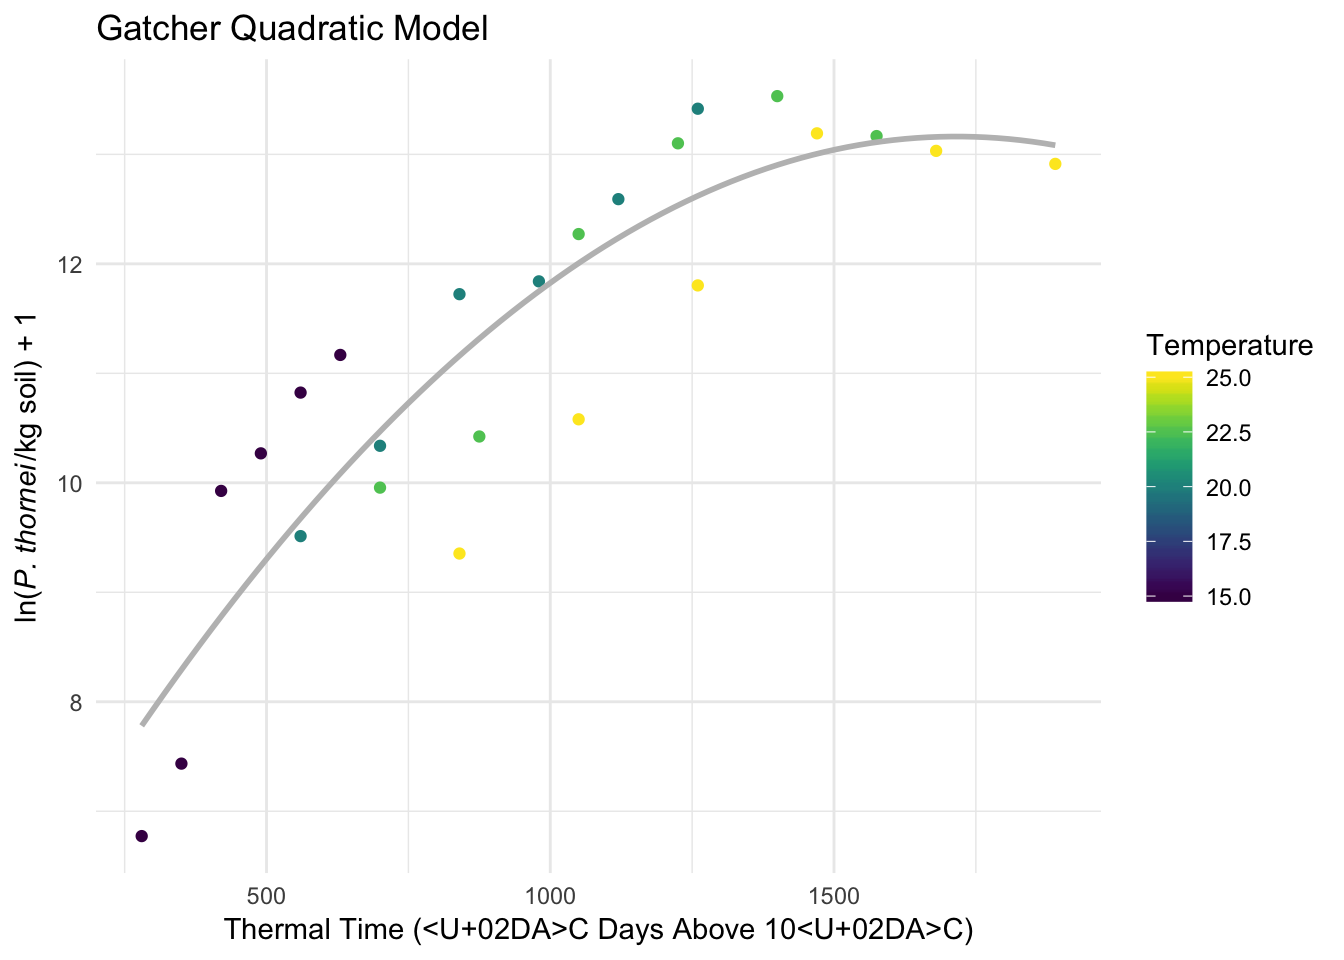 Gatcher Quadratic Model
ln(P. thornei/kg soil) + 1
12
10
8
500 1000 1500
Thermal Time (<U+02DA>C Days Above 10<U+02DA>C)
Temperature
25.0
22.5
20.0
17.5
15.0